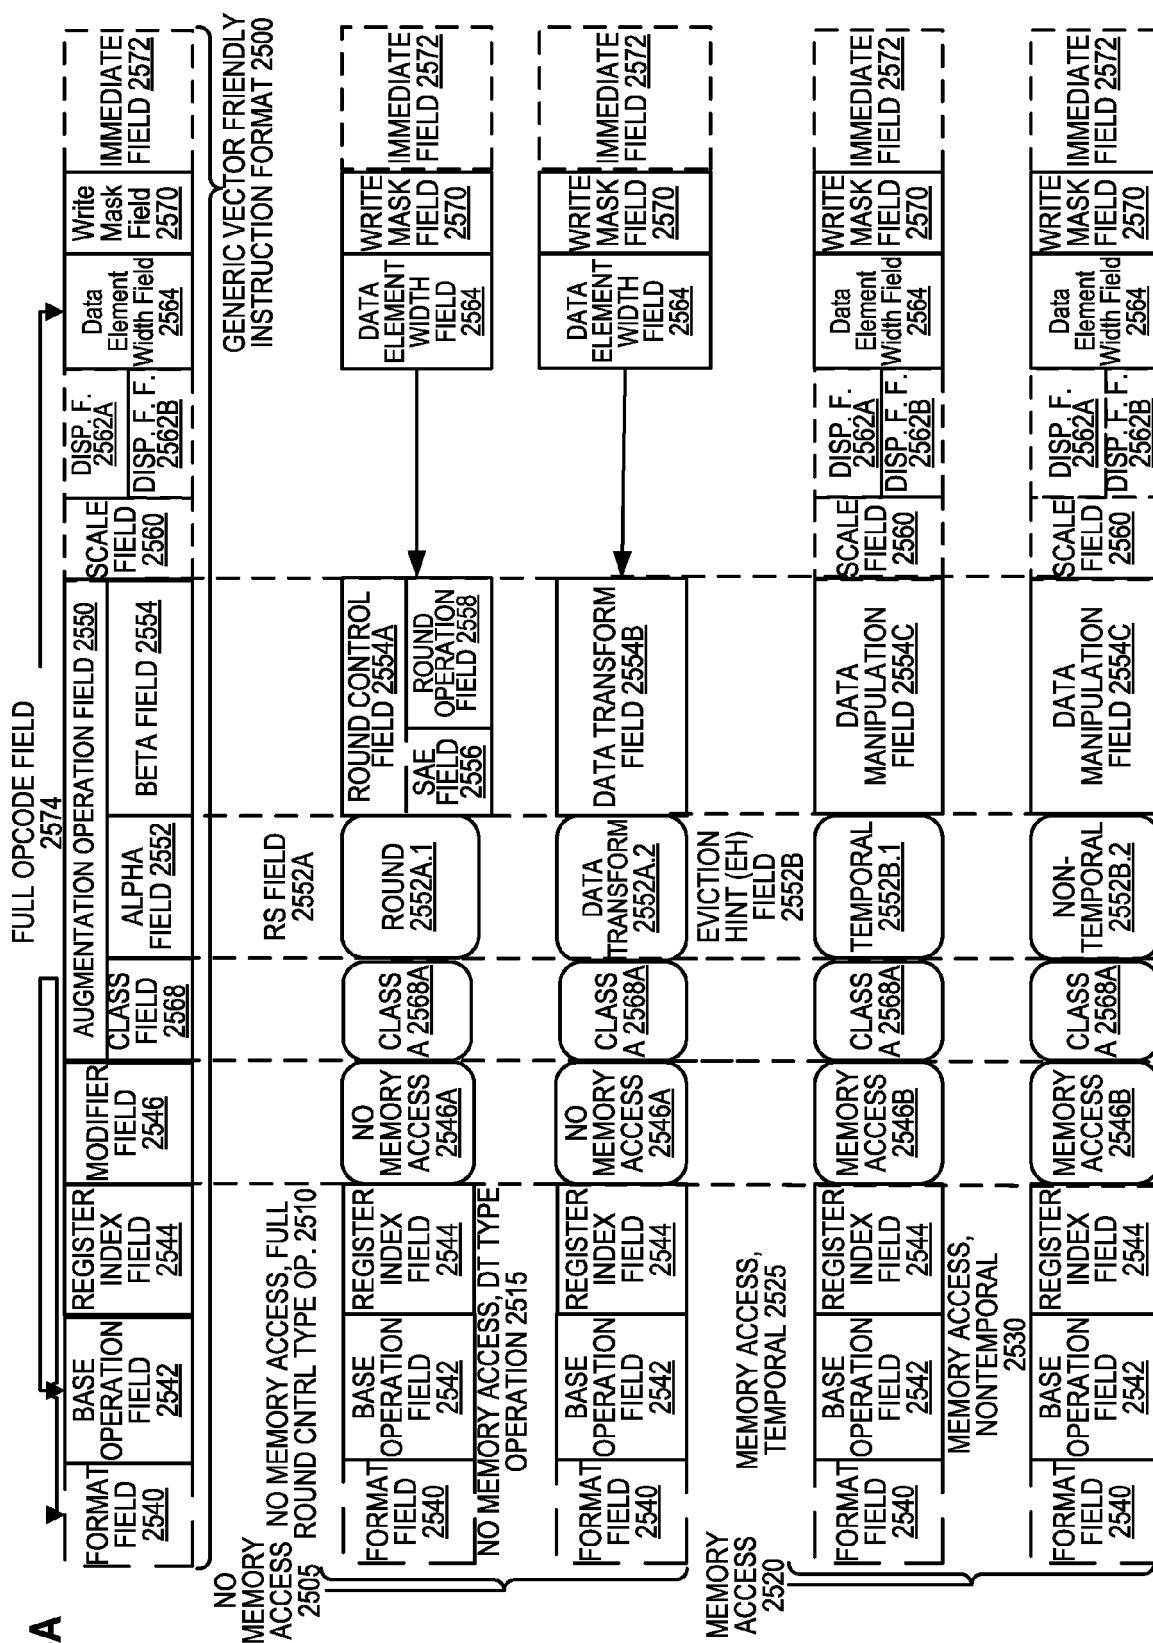 A
FULL OPCODE FIELD
2574
FORMAT
FIELD
2540
BASE
OPERATION
FIELD
2542
REGISTER
INDEX
FIELD
2544
MODIFIER
FIELD
2546
AUGMENTATION OPERATION FIELD 2550
CLASS
FIELD
2568
ALPHA
FIELD 2552
BETA FIELD 2554
SCALE
FIELD
2560
DISP. F.
2562A
DISP. F. F.
2562B
Data
Element
Width Field
2564
Write
Mask
Field
2570
IMMEDIATE
FIELD 2572
GENERIC VECTOR FRIENDLY
INSTRUCTION FORMAT 2500
NO
MEMORY
ACCESS
2505
NO MEMORY ACCESS, FULL
ROUND CNTRL TYPE OP. 2510
RS FIELD
2552A
FORMAT
FIELD
2540
BASE
OPERATION
FIELD
2542
REGISTER
INDEX
FIELD
2544
NO
MEMORY
ACCESS
2546A
CLASS
A 2568A
ROUND
2552A.1
ROUND CONTROL
FIELD 2554A
SAE
FIELD
2556
ROUND
OPERATION
FIELD 2558
DATA
ELEMENT
WIDTH
FIELD
2564
WRITE
MASK
FIELD
2570
IMMEDIATE
FIELD 2572
NO MEMORY ACCESS, DT TYPE
OPERATION 2515
FORMAT
FIELD
2540
BASE
OPERATION
FIELD
2542
REGISTER
INDEX
FIELD
2544
NO
MEMORY
ACCESS
2546A
CLASS
A 2568A
DATA
TRANSFORM
2552A.2
DATA TRANSFORM
FIELD 2554B
DATA
ELEMENT
WIDTH
FIELD
2564
WRITE
MASK
FIELD
2570
IMMEDIATE
FIELD 2572
MEMORY
ACCESS
2520
MEMORY ACCESS,
TEMPORAL 2525
EVICTION
HINT (EH)
FIELD
2552B
FORMAT
FIELD
2540
BASE
OPERATION
FIELD
2542
REGISTER
INDEX
FIELD
2544
MEMORY
ACCESS
2546B
CLASS
A 2568A
TEMPORAL
2552B.1
DATA
MANIPULATION
FIELD 2554C
SCALE
FIELD
2560
DISP. F.
2562A
DISP. F. F.
2562B
Data
Element
Width Field
2564
WRITE
MASK
FIELD
2570
IMMEDIATE
FIELD 2572
MEMORY ACCESS,
NONTEMPORAL
2530
FORMAT
FIELD
2540
BASE
OPERATION
FIELD
2542
REGISTER
INDEX
FIELD
2544
MEMORY
ACCESS
2546B
CLASS
A 2568A
NON-
TEMPORAL
2552B.2
DATA
MANIPULATION
FIELD 2554C
SCALE
FIELD
2560
DISP. F.
2562A
DISP. F. F.
2562B
Data
Element
Width Field
2564
WRITE
MASK
FIELD
2570
IMMEDIATE
FIELD 2572